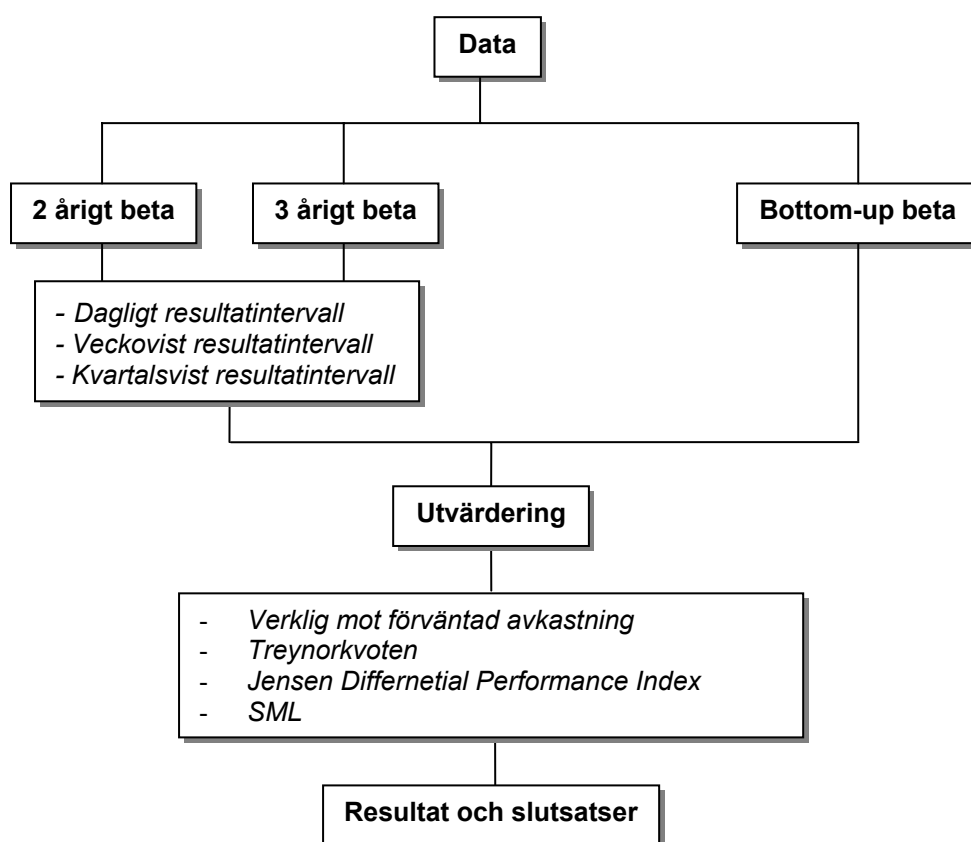 Data
2 årigt beta
3 årigt beta
Bottom-up beta
- Dagligt resultatintervall
- Veckovist resultatintervall
- Kvartalsvist resultatintervall
Utvärdering
- Verklig mot förväntad avkastning
- Treynorkvoten
- Jensen Differnetial Performance Index
- SML
Resultat och slutsatser